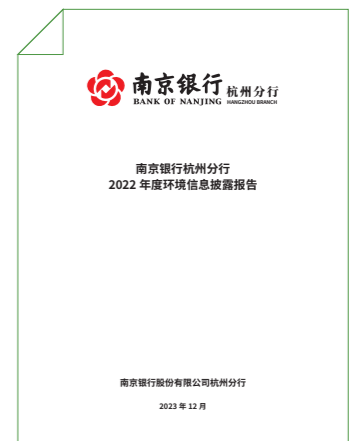 南京银行 杭州分行
BANK OF NANJING HANGZHOU BRANCH
南京银行杭州分行
2022 年度环境信息披露报告
南京银行股份有限公司杭州分行
2023 年 12 月